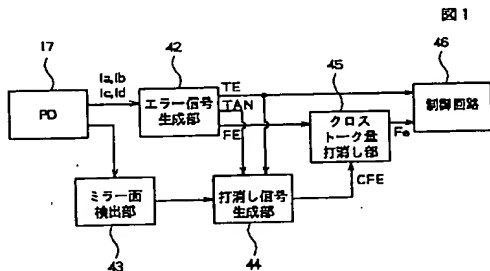 図1
17
42
45
46
Ia,Ib
Ic,Id
PD
エラー信号
生成部
TE
TAN
FE
クロス
トーク量
打消し部
Fe
制御回路
ミラー面
検出部
打消し信号
生成部
CFE
43
44